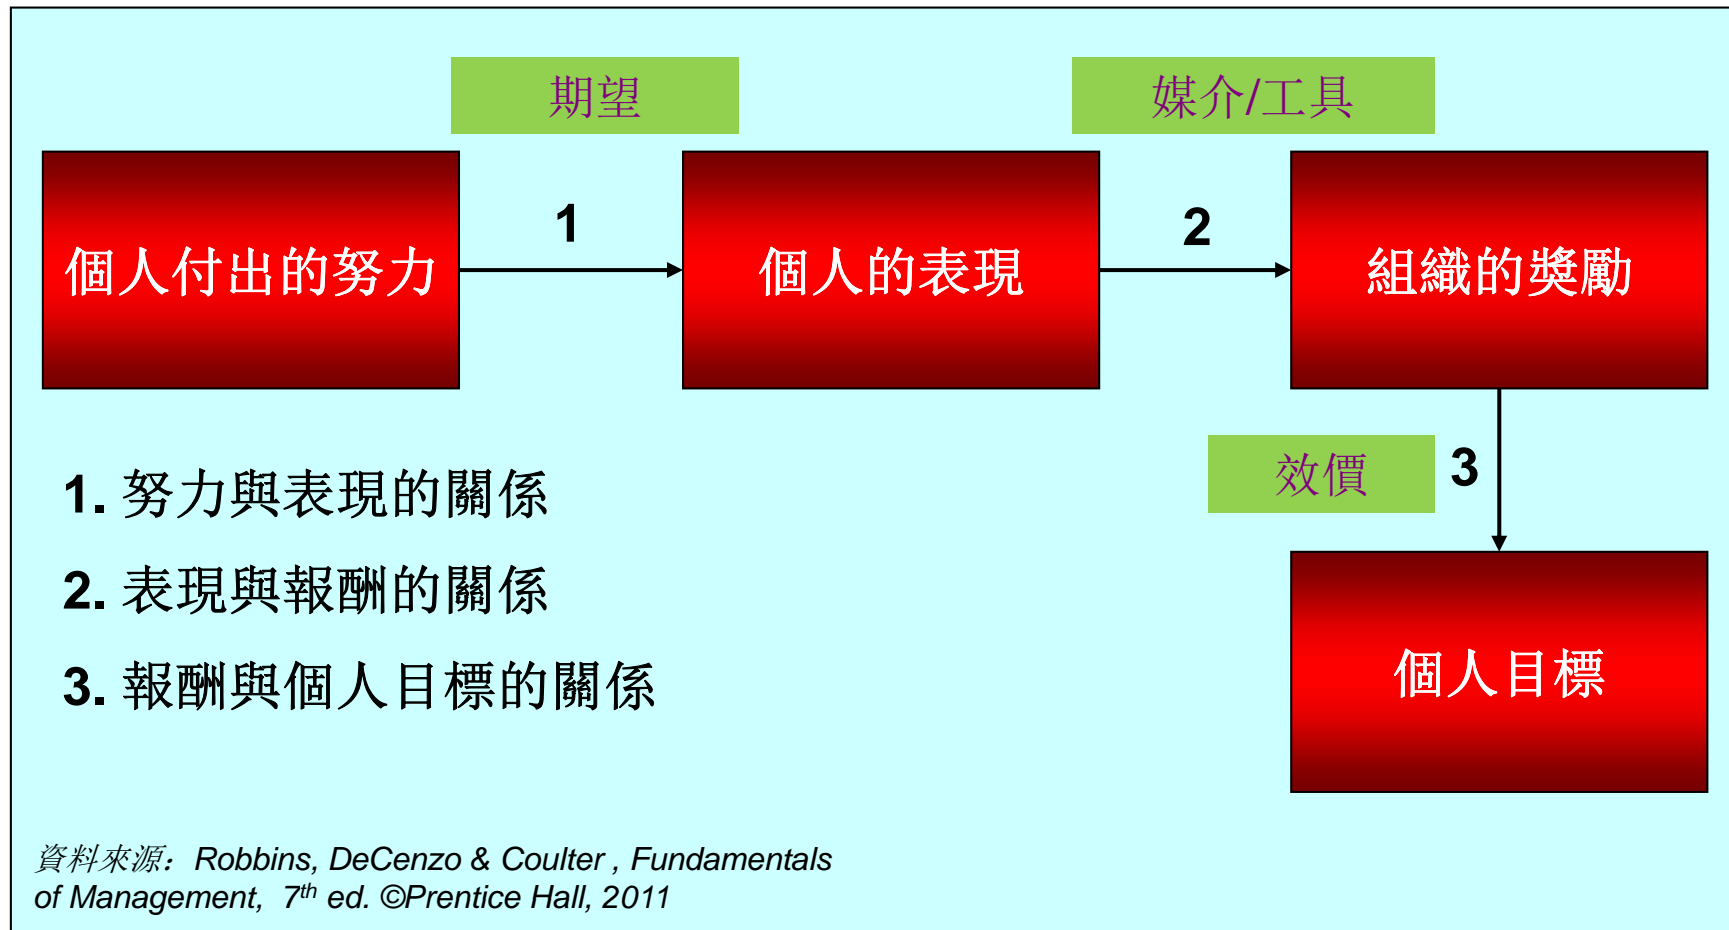 期望
媒介/工具
個人付出的努力
1
個人的表現
2
組織的獎勵
效價
3
1. 努力與表現的關係
2. 表現與報酬的關係
3. 報酬與個人目標的關係
個人目標
資料來源：Robbins, DeCenzo & Coulter , Fundamentals
of Management, 7th ed. ©Prentice Hall, 2011